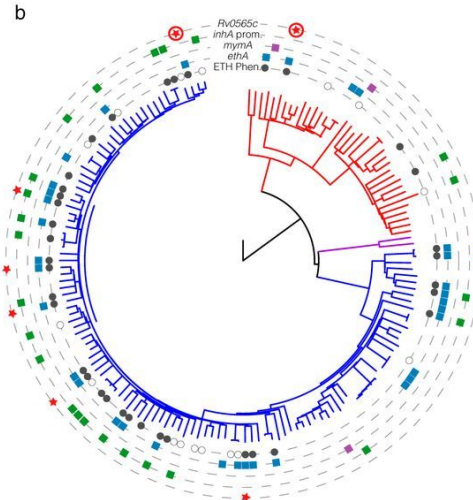 b
Rv0565c
inhA prom.
mymA
ethA
ETH Phen.